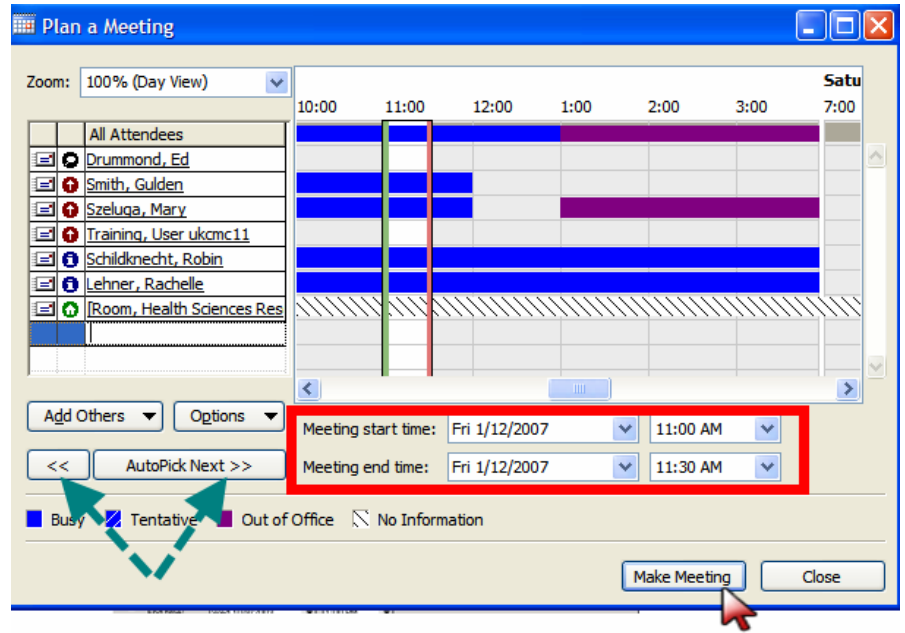 Plan a Meeting
Zoom: 100% (Day View)
Satu
10:00 11:00 12:00 1:00 2:00 3:00 7:00
All Attendees
Drummond, Ed
Smith, Gulden
Szeluga, Mary
Training, User ukcmc11
Schildknecht, Robin
Lehner, Rachelle
[Room, Health Sciences Res
Add Others Options
Meeting start time: Fri 1/12/2007 11:00 AM
<< AutoPick Next >>
Meeting end time: Fri 1/12/2007 11:30 AM
Busy Tentative Out of Office No Information
Make Meeting Close